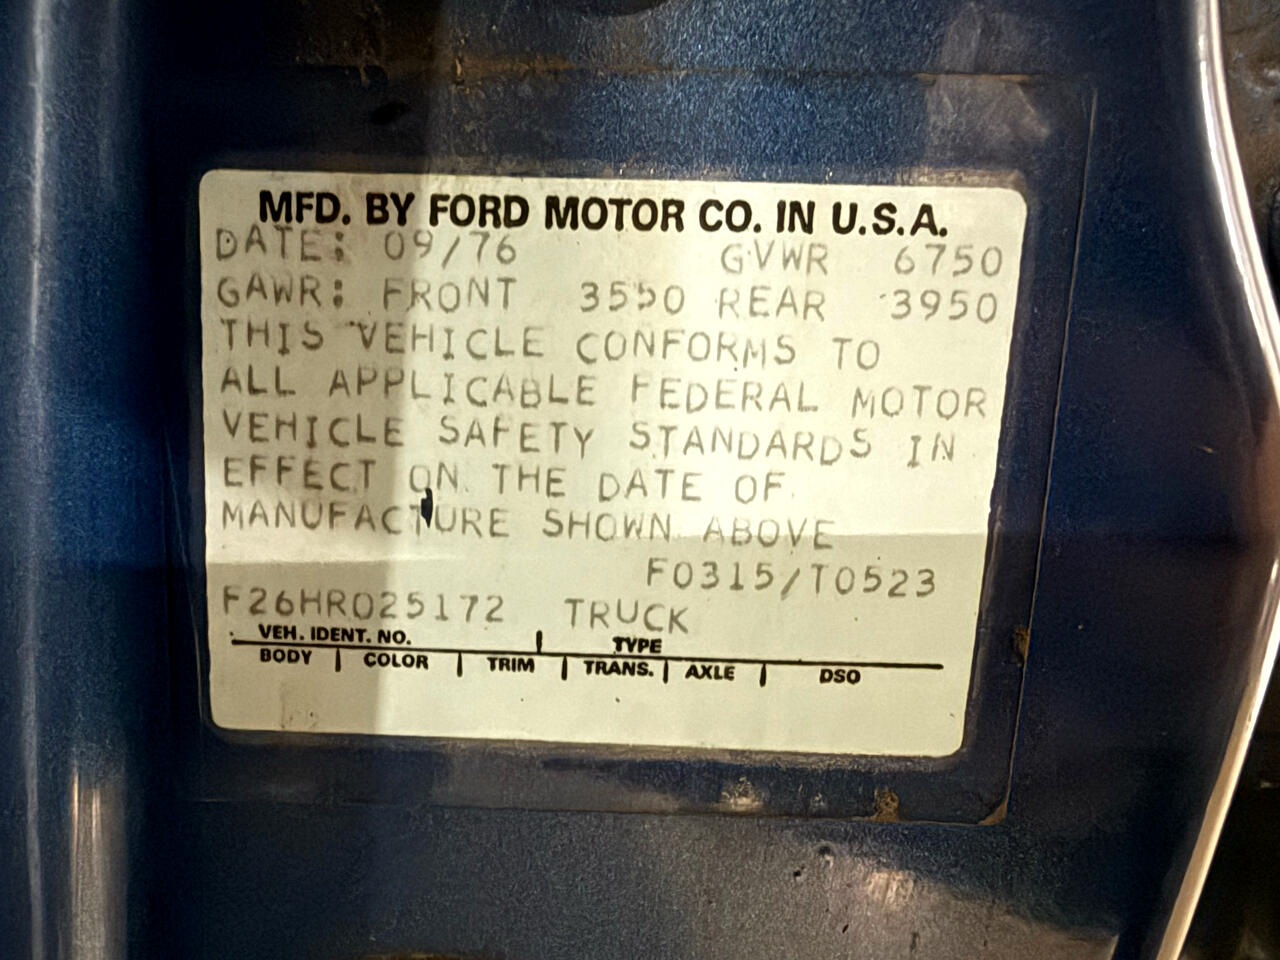 MFD. BY FORD MOTOR CO. IN U.S.A.
DATE: 09/76 GVWR 6750
GAWR: FRONT 3550 REAR 3950
THIS VEHICLE CONFORMS TO
ALL APPLICABLE FEDERAL MOTOR
VEHICLE SAFETY STANDARDS IN
EFFECT ON THE DATE OF
MANUFACTURE SHOWN ABOVE
F0315/T0523
F26HR025172 TRUCK
VEH. IDENT. NO. TYPE
BODY COLOR TRIM TRANS. AXLE DSO